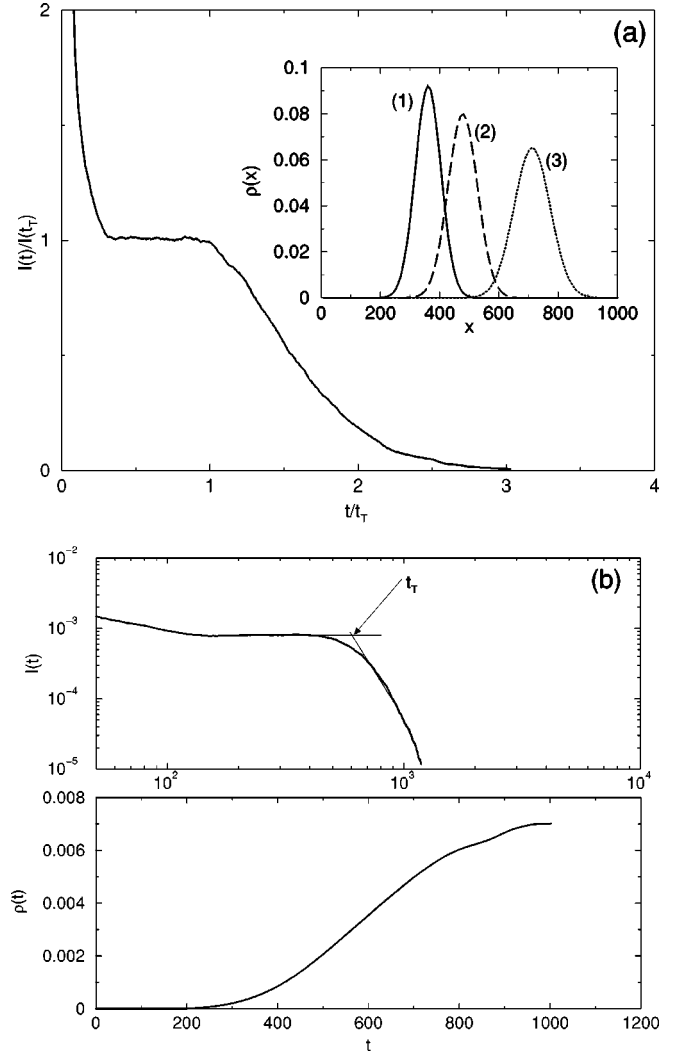 (a)
2
1
0
I(t)/I(t_T)
0 1 2 3 4
t/t_T
0.1
0.08
0.06
0.04
0.02
0
ρ(x)
(1)
(2)
(3)
0 200 400 600 800 1000
x
(b)
t_T
10^-2
10^-3
10^-4
10^-5
I(t)
10^2 10^3 10^4
0.008
0.006
0.004
0.002
0
ρ(t)
0 200 400 600 800 1000 1200
t